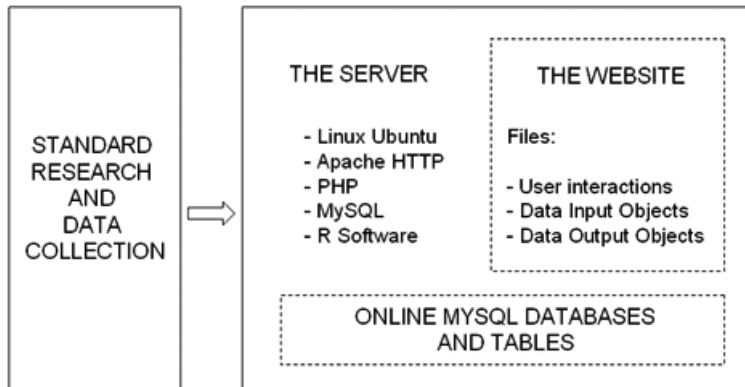 STANDARD
RESEARCH
AND
DATA
COLLECTION
THE SERVER
- Linux Ubuntu
- Apache HTTP
- PHP
- MySQL
- R Software
THE WEBSITE
Files:
- User interactions
- Data Input Objects
- Data Output Objects
ONLINE MYSQL DATABASES
AND TABLES